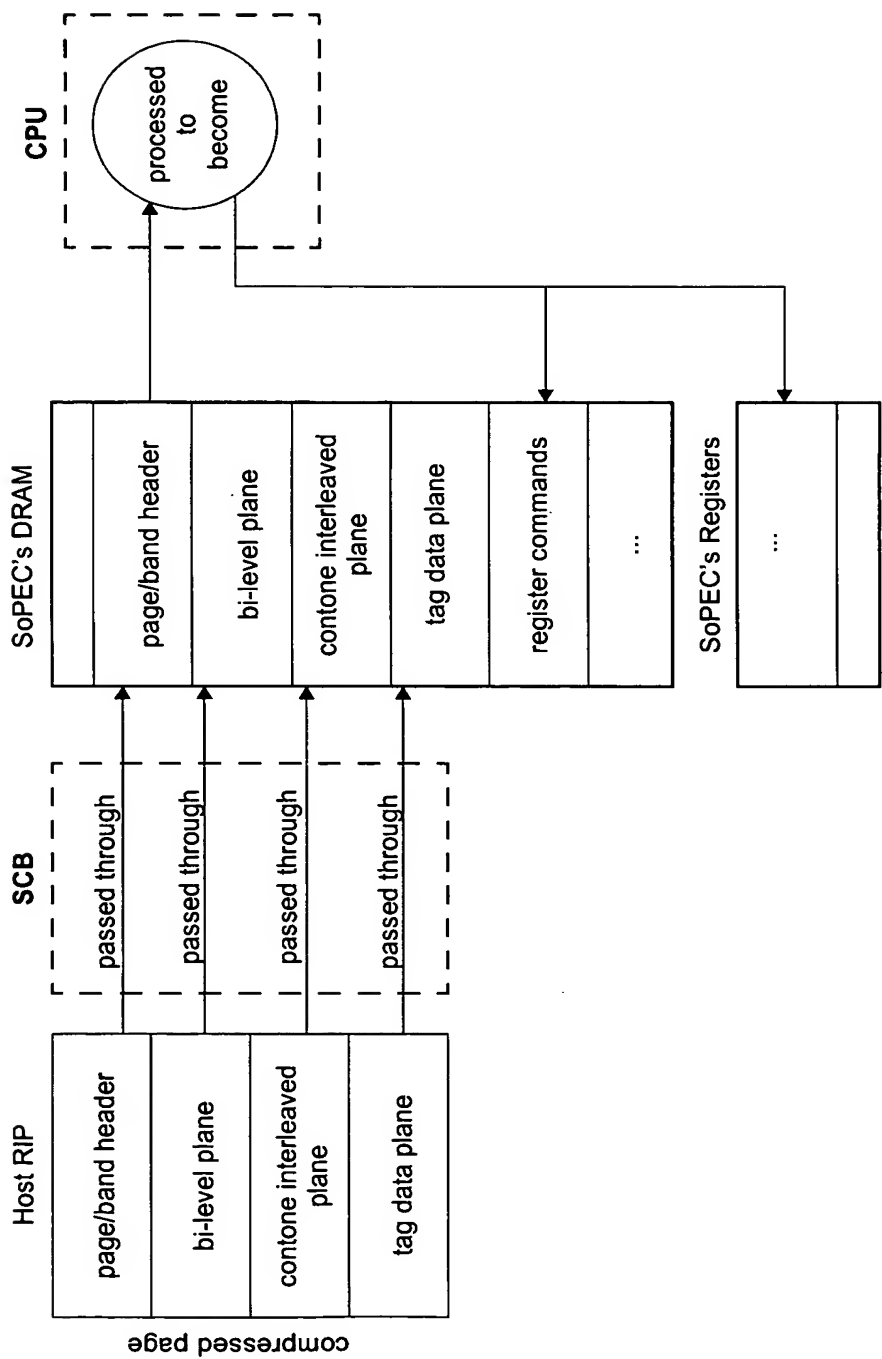 Host RIP
compressed page
page/band header
bi-level plane
contone interleaved
plane
tag data plane
SCB
passed through
passed through
passed through
passed through
SoPEC's DRAM
page/band header
bi-level plane
contone interleaved
plane
tag data plane
register commands
...
SoPEC's Registers
...
CPU
processed
to
become